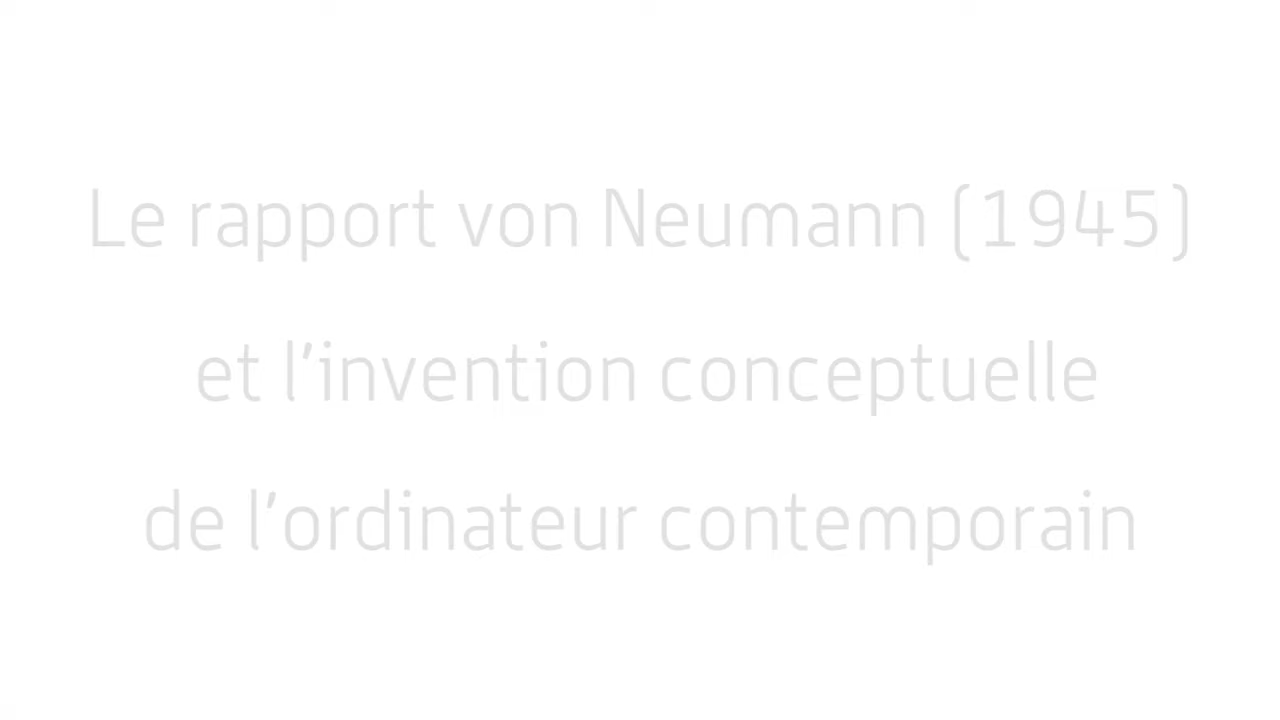 Le rapport von Neumann (1945)
et l’invention conceptuelle
de l’ordinateur contemporain